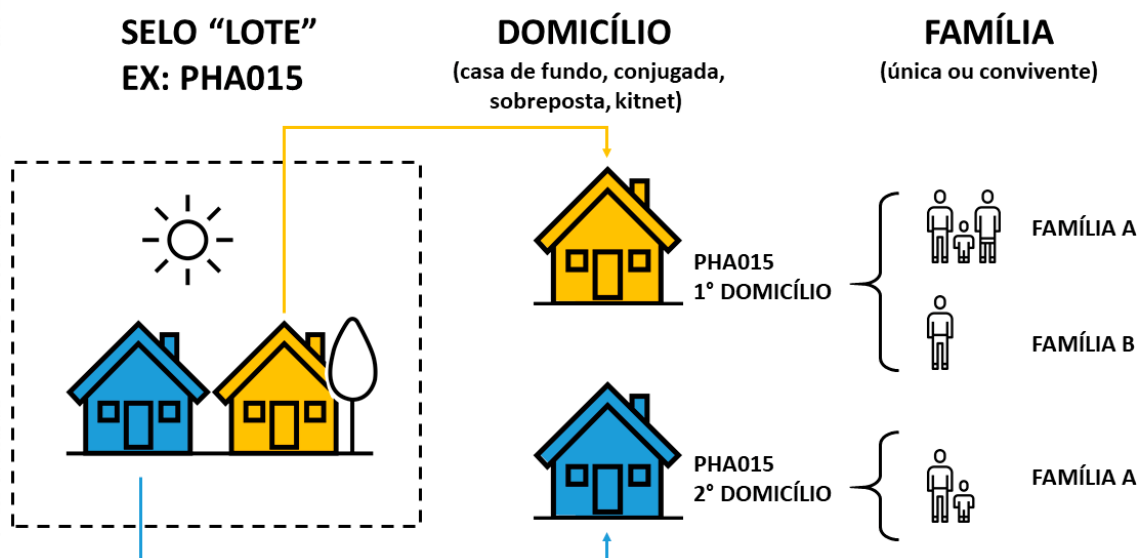 SELO “LOTE”
EX: PHA015
DOMICÍLIO
(casa de fundo, conjugada,
sobreposta, kitnet)
FAMÍLIA
(única ou convivente)
PHA015
1° DOMICÍLIO
FAMÍLIA A
FAMÍLIA B
PHA015
2° DOMICÍLIO
FAMÍLIA A